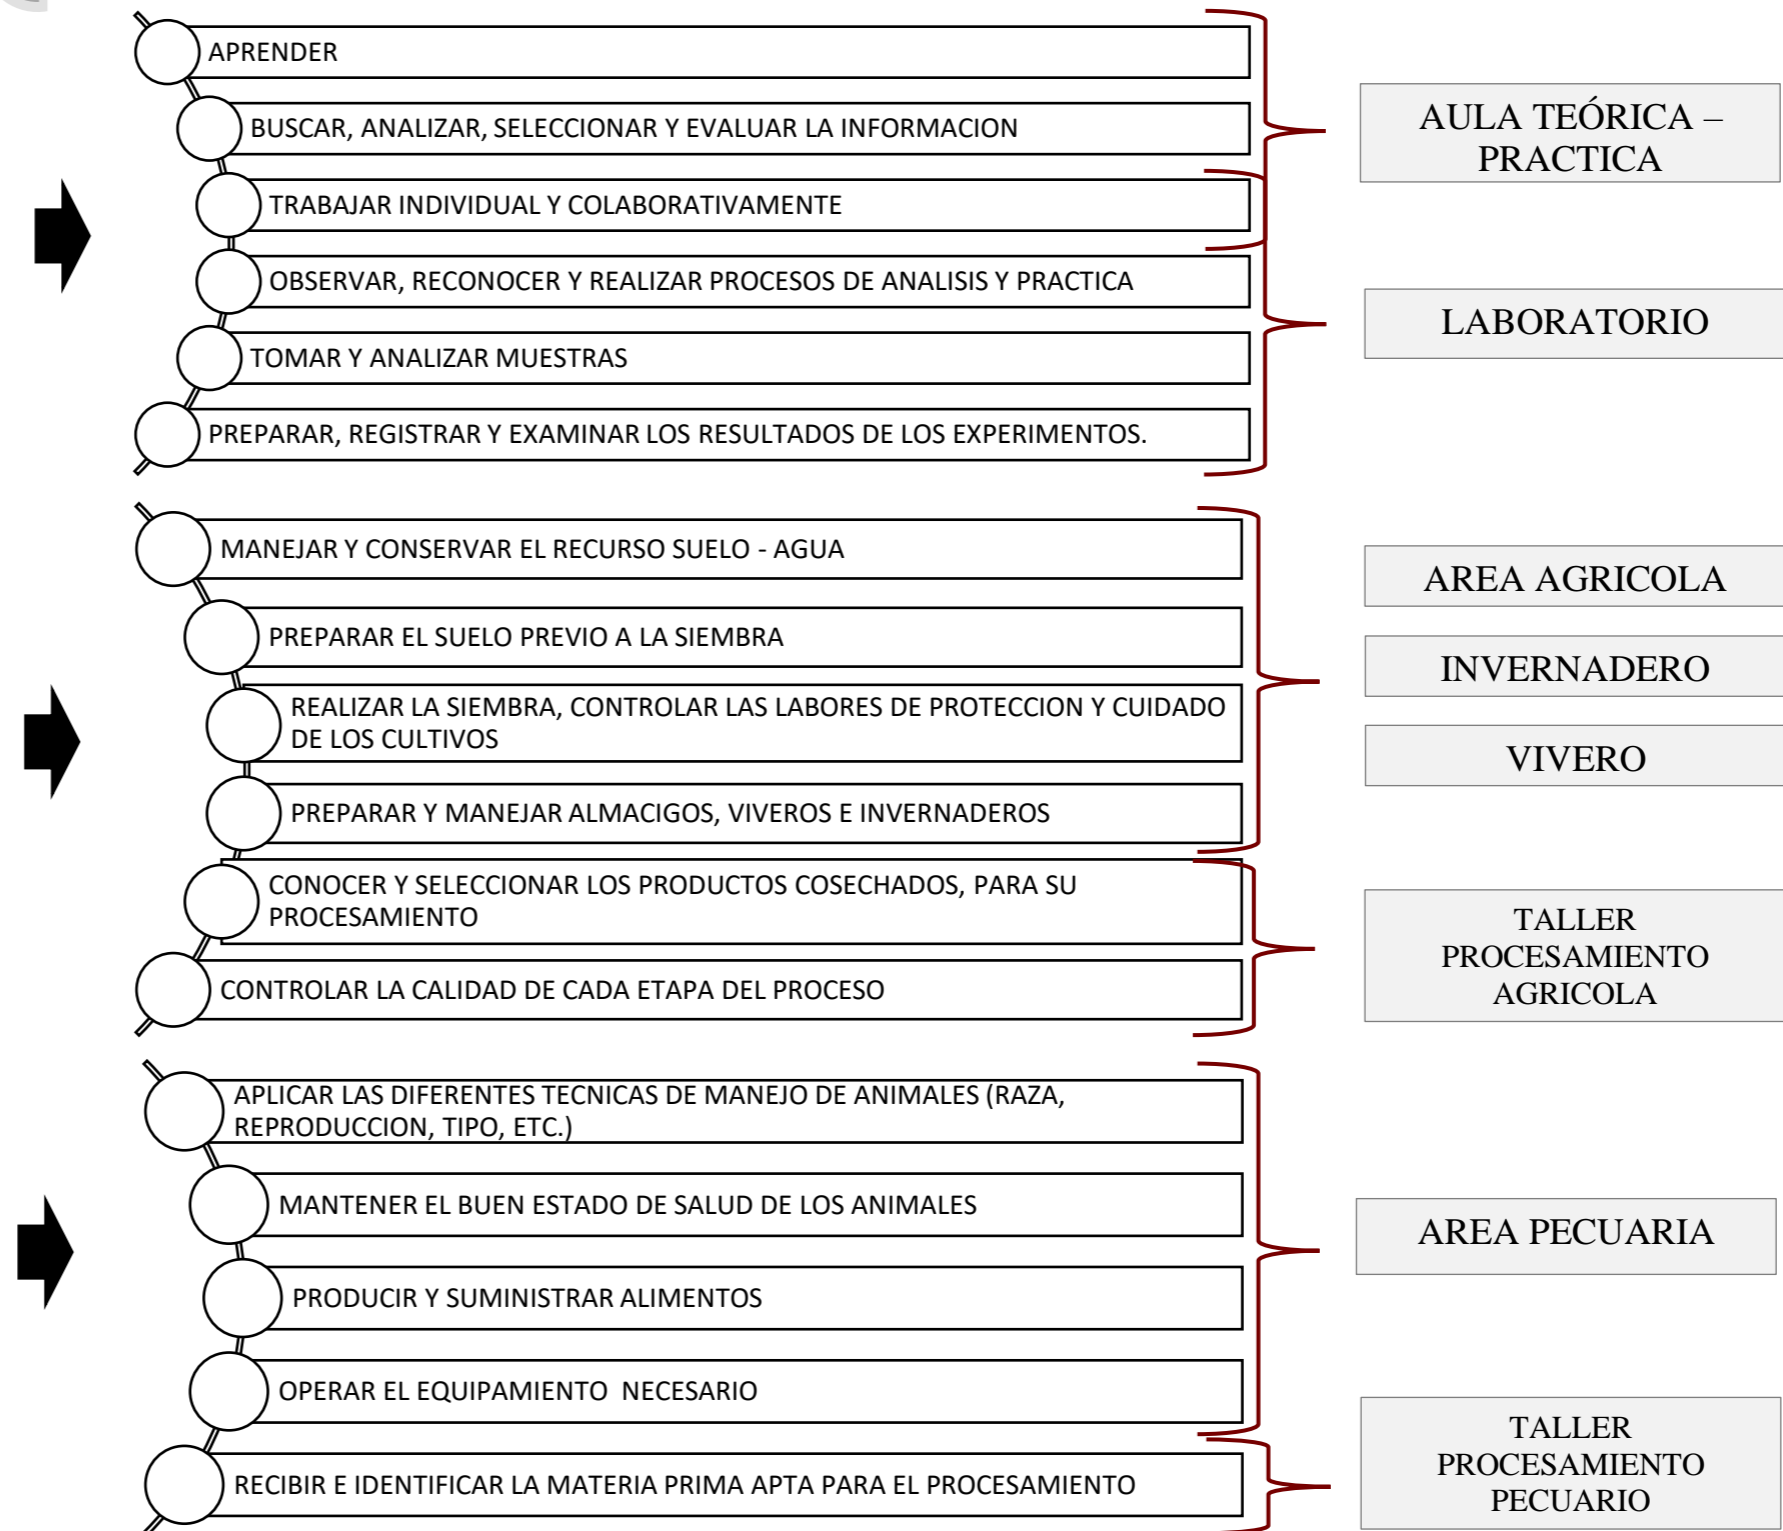 APRENDER
BUSCAR, ANALIZAR, SELECCIONAR Y EVALUAR LA INFORMACION
TRABAJAR INDIVIDUAL Y COLABORATIVAMENTE
OBSERVAR, RECONOCER Y REALIZAR PROCESOS DE ANALISIS Y PRACTICA
TOMAR Y ANALIZAR MUESTRAS
PREPARAR, REGISTRAR Y EXAMINAR LOS RESULTADOS DE LOS EXPERIMENTOS.
AULA TEÓRICA –
PRACTICA
LABORATORIO
MANEJAR Y CONSERVAR EL RECURSO SUELO - AGUA
PREPARAR EL SUELO PREVIO A LA SIEMBRA
REALIZAR LA SIEMBRA, CONTROLAR LAS LABORES DE PROTECCION Y CUIDADO
DE LOS CULTIVOS
PREPARAR Y MANEJAR ALMACIGOS, VIVEROS E INVERNADEROS
CONOCER Y SELECCIONAR LOS PRODUCTOS COSECHADOS, PARA SU
PROCESAMIENTO
CONTROLAR LA CALIDAD DE CADA ETAPA DEL PROCESO
AREA AGRICOLA
INVERNADERO
VIVERO
TALLER
PROCESAMIENTO
AGRICOLA
APLICAR LAS DIFERENTES TECNICAS DE MANEJO DE ANIMALES (RAZA,
REPRODUCCION, TIPO, ETC.)
MANTENER EL BUEN ESTADO DE SALUD DE LOS ANIMALES
PRODUCIR Y SUMINISTRAR ALIMENTOS
OPERAR EL EQUIPAMIENTO NECESARIO
RECIBIR E IDENTIFICAR LA MATERIA PRIMA APTA PARA EL PROCESAMIENTO
AREA PECUARIA
TALLER
PROCESAMIENTO
PECUARIO